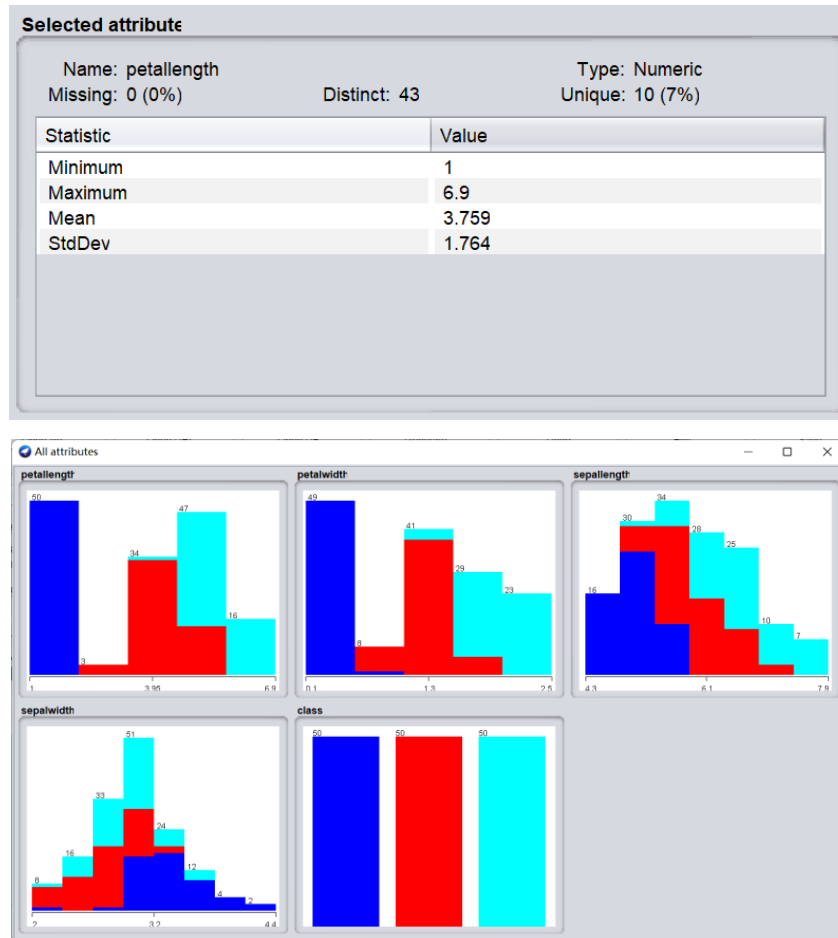 Selected attribute
Name: petallength Type: Numeric
Missing: 0 (0%) Distinct: 43 Unique: 10 (7%)
Statistic Value
Minimum 1
Maximum 6.9
Mean 3.759
StdDev 1.764
All attributes
petallength petalwidth sepallength
50 3 34 47 16
49 8 41 29 23
16 30 34 28 25 10 7
1 3.95 6.9
0.1 1.3 2.5
4.3 6.1 7.9
sepalwidth class
8 16 33 51 24 12 4 2
50 50 50
2 3.2 4.4